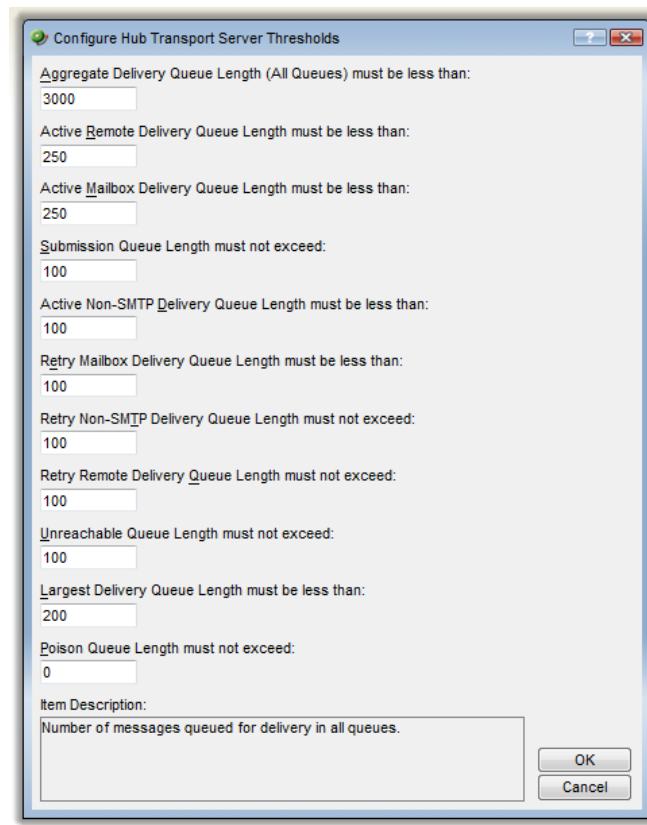 Configure Hub Transport Server Thresholds
Aggregate Delivery Queue Length (All Queues) must be less than:
3000
Active Remote Delivery Queue Length must be less than:
250
Active Mailbox Delivery Queue Length must be less than:
250
Submission Queue Length must not exceed:
100
Active Non-SMTP Delivery Queue Length must be less than:
100
Retry Mailbox Delivery Queue Length must be less than:
100
Retry Non-SMTP Delivery Queue Length must not exceed:
100
Retry Remote Delivery Queue Length must not exceed:
100
Unreachable Queue Length must not exceed:
100
Largest Delivery Queue Length must be less than:
200
Poison Queue Length must not exceed:
0
Item Description:
Number of messages queued for delivery in all queues.
OK
Cancel